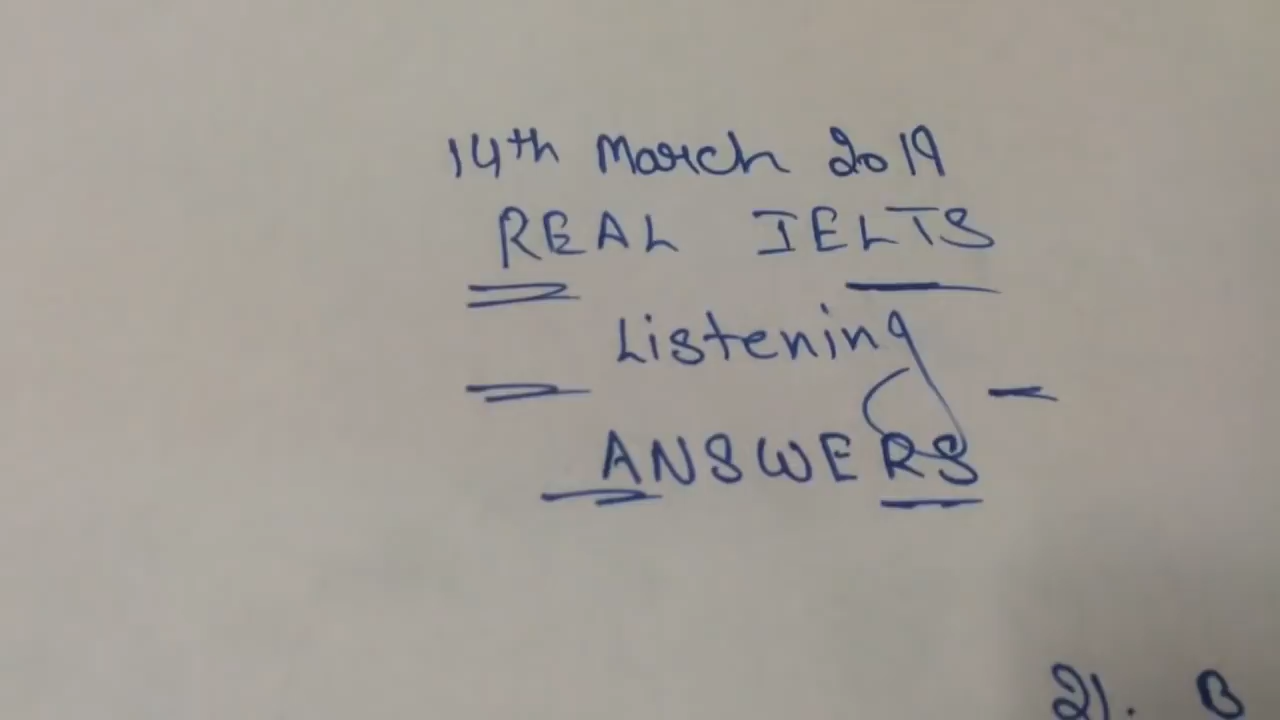 14th March 2019
REAL IELTS
Listening
ANSWERS
21. B